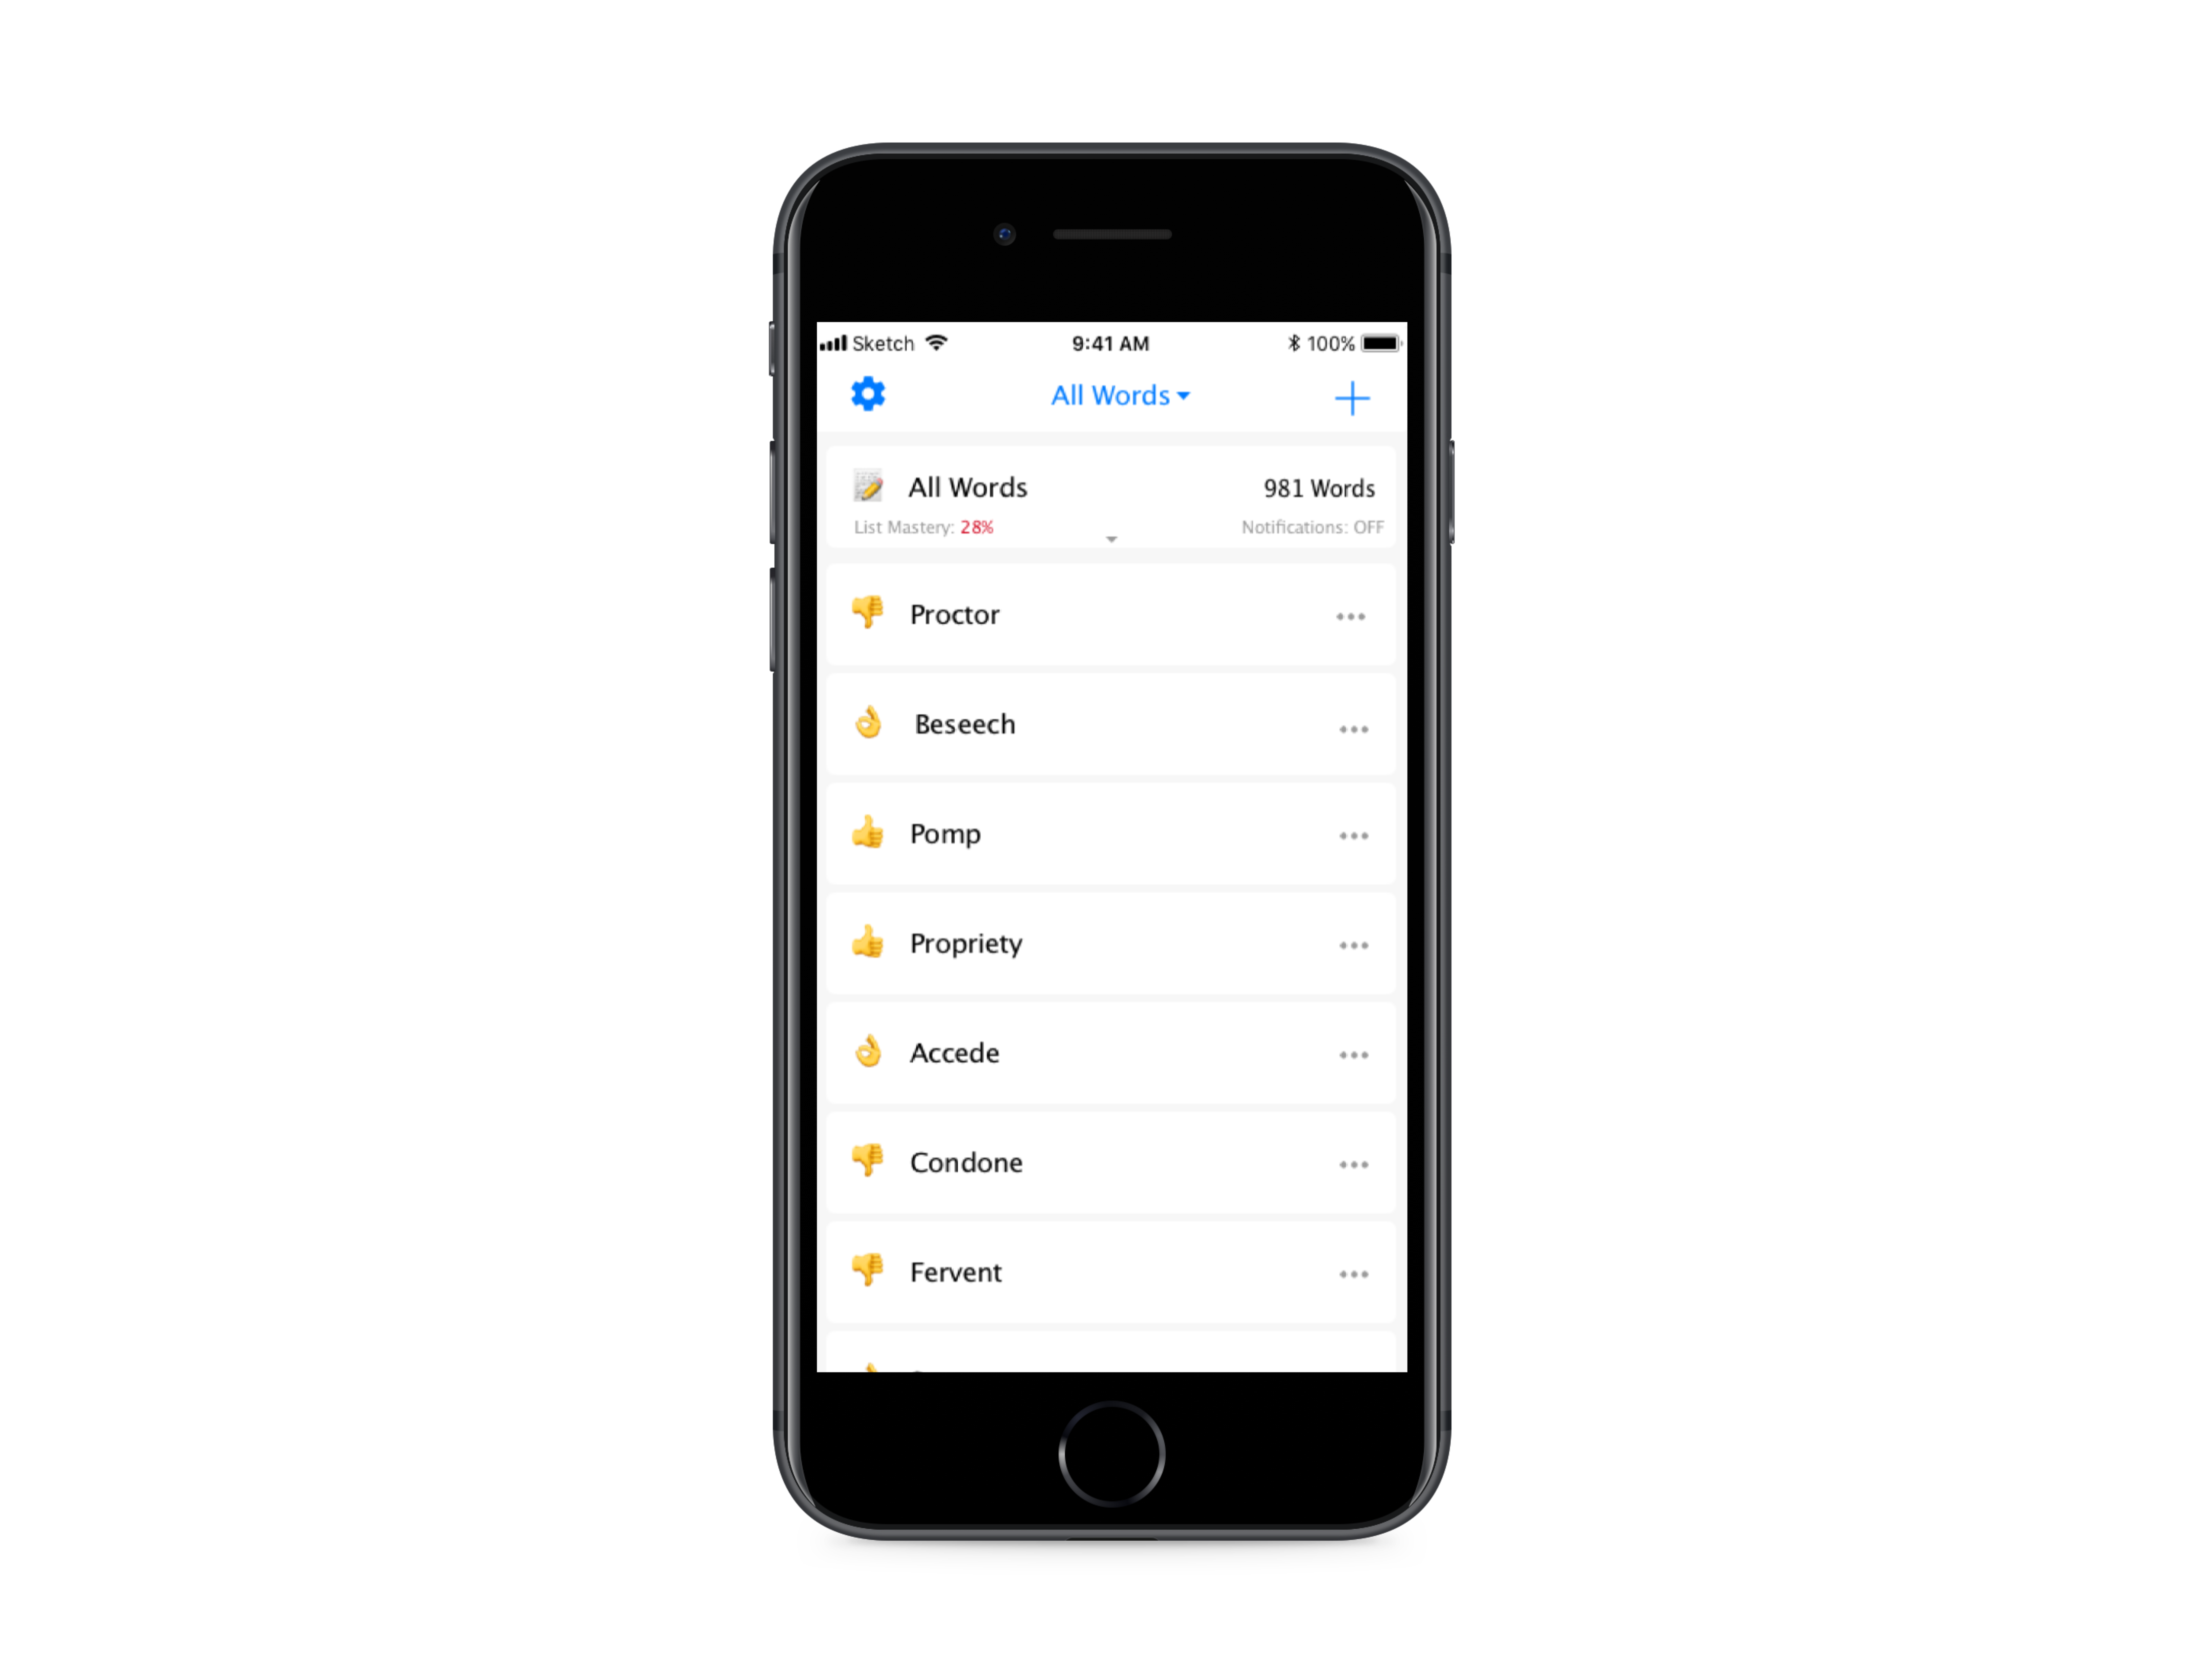 Sketch 9:41 AM 100%
All Words
All Words 981 Words
List Mastery: 28% Notifications: OFF
Proctor
Beseech
Pomp
Propriety
Accede
Condone
Fervent